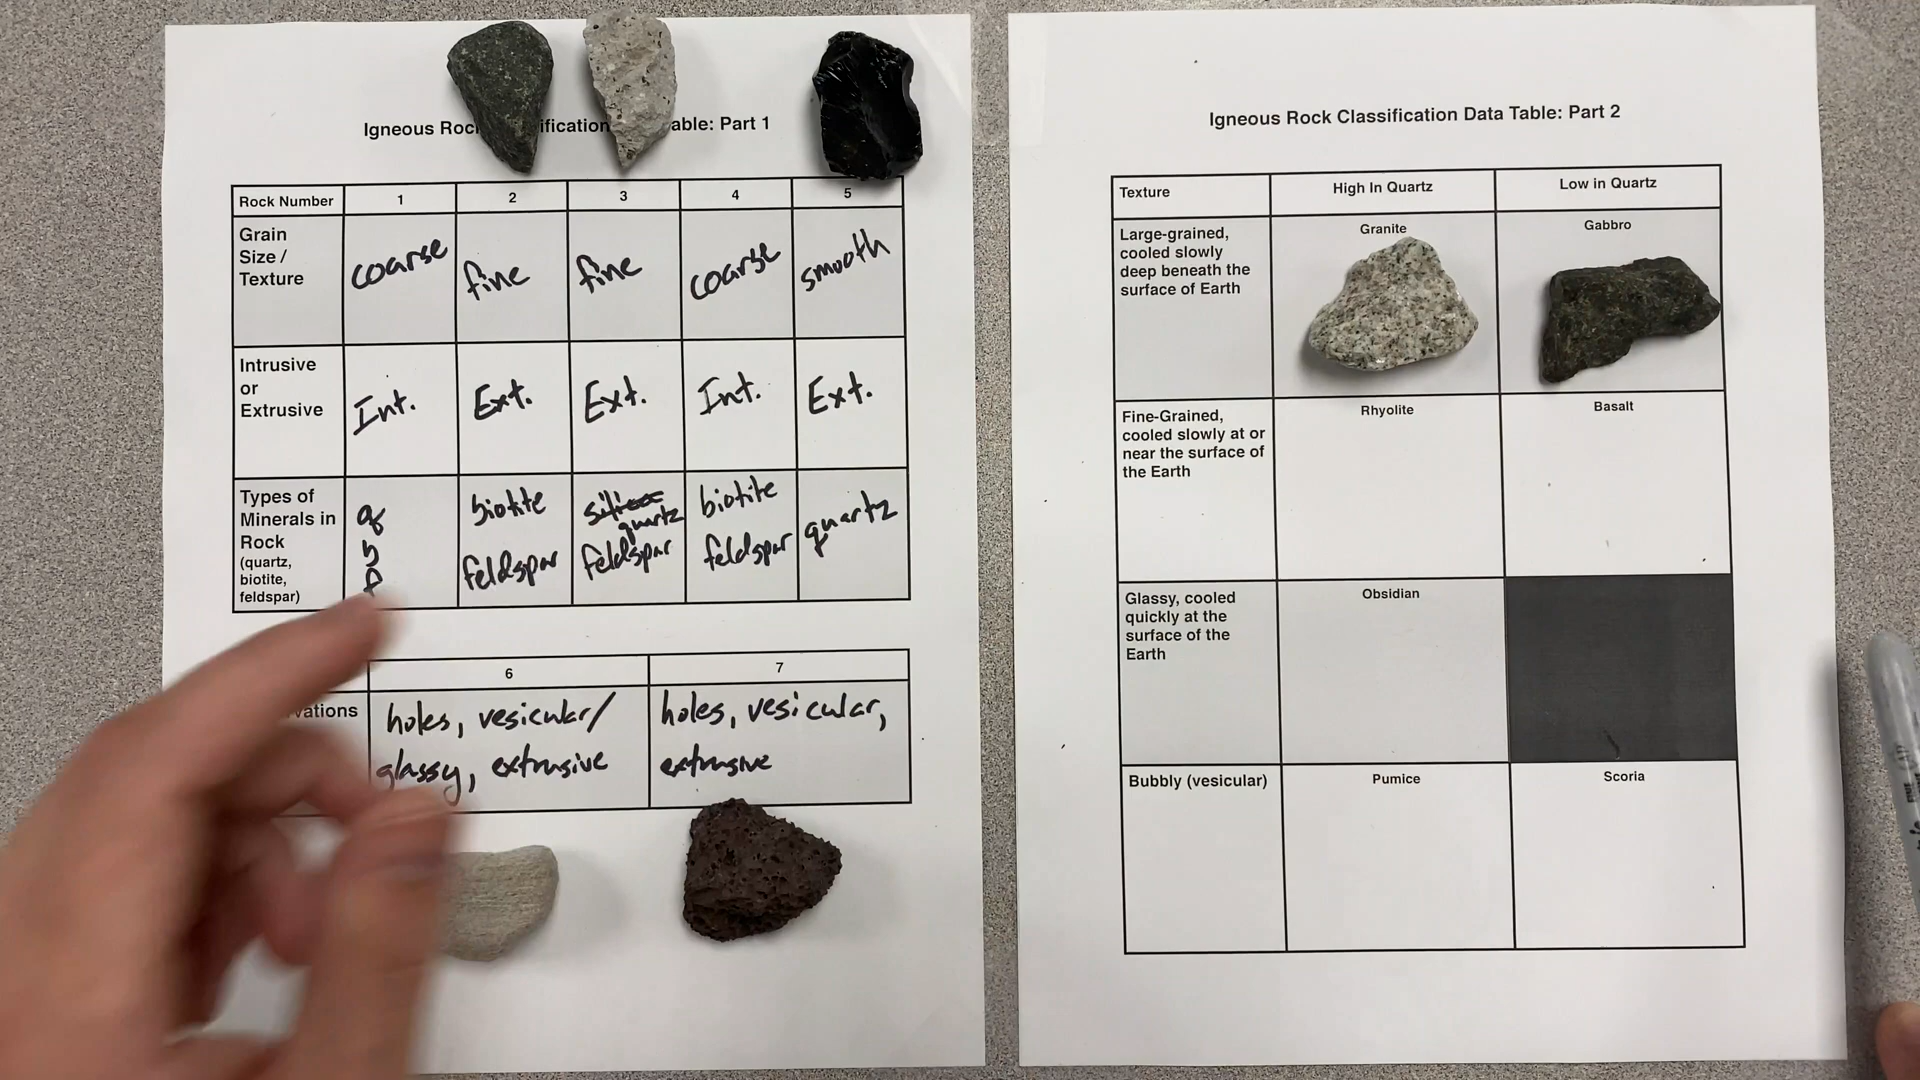 Igneous Roc ification able: Part 1
Rock Number 1 2 3 4 5
Grain
Size /
Texture
coarse fine fine coarse smooth
Intrusive
or
Extrusive
Int. Ext. Ext. Int. Ext.
Types of
Minerals in
Rock
(quartz,
biotite,
feldspar)
q
b
f
biotite
feldspar
quartz
feldspar
biotite
feldspar
quartz
6 7
vations
holes, vesicular/
glassy, extrusive
holes, vesicular,
extrusive
Igneous Rock Classification Data Table: Part 2
Texture High In Quartz Low in Quartz
Large-grained,
cooled slowly
deep beneath the
surface of Earth
Granite Gabbro
Fine-Grained,
cooled slowly at or
near the surface of
the Earth
Rhyolite Basalt
Glassy, cooled
quickly at the
surface of the
Earth
Obsidian
Bubbly (vesicular) Pumice Scoria